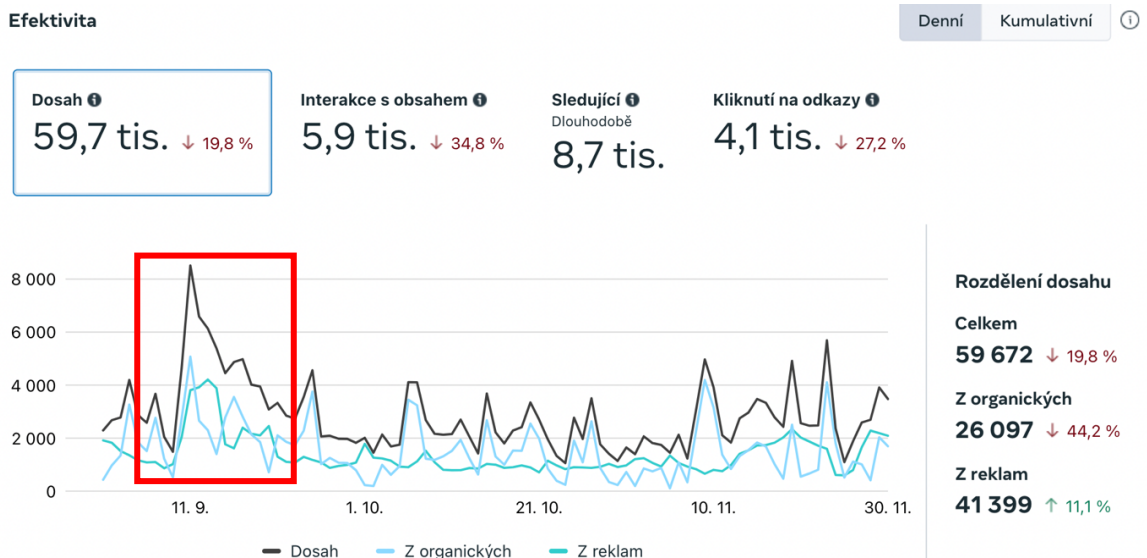 Efektivita
Denní Kumulativní
Dosah
59,7 tis. ↓ 19,8 %
Interakce s obsahem
5,9 tis. ↓ 34,8 %
Sledující
Dlouhodobě
8,7 tis.
Kliknutí na odkazy
4,1 tis. ↓ 27,2 %
8 000
6 000
4 000
2 000
0
11. 9. 1. 10. 21. 10. 10. 11. 30. 11.
Dosah Z organických Z reklam
Rozdělení dosahu
Celkem
59 672 ↓ 19,8 %
Z organických
26 097 ↓ 44,2 %
Z reklam
41 399 ↑ 11,1 %